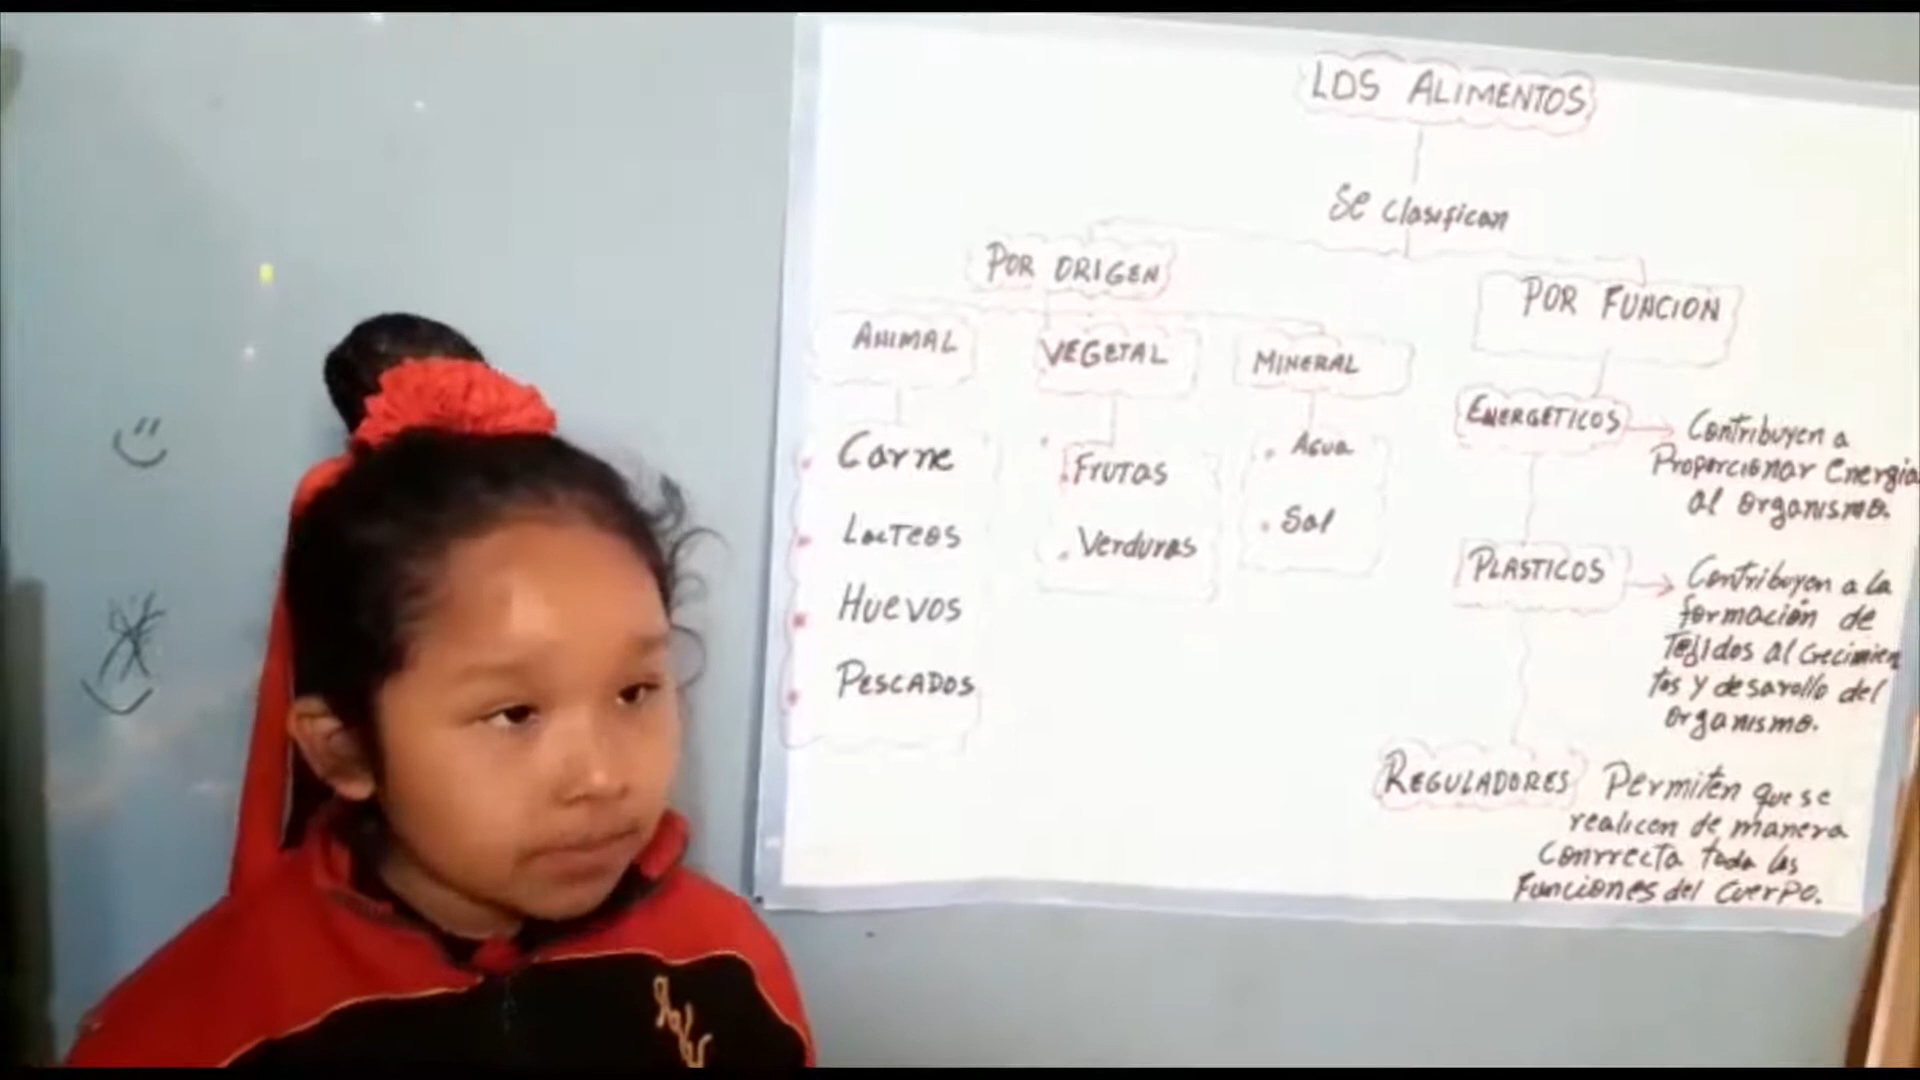 LOS ALIMENTOS
Se clasifican
POR ORIGEN
ANIMAL
Carne
Lacteos
HUEVOS
PESCADOS
VEGETAL
FRUTAS
Verduras
MINERAL
Agua
Sal
POR FUNCION
ENERGETICOS
Contribuyen a
Proporcionar Energia
al organismo.
PLASTICOS
Contribuyen a la
formación de
Tejidos al crecimien
tos y desarollo del
organismo.
REGULADORES
Permiten que se
realicen de manera
Conrrecta toda las
Funciones del Cuerpo.